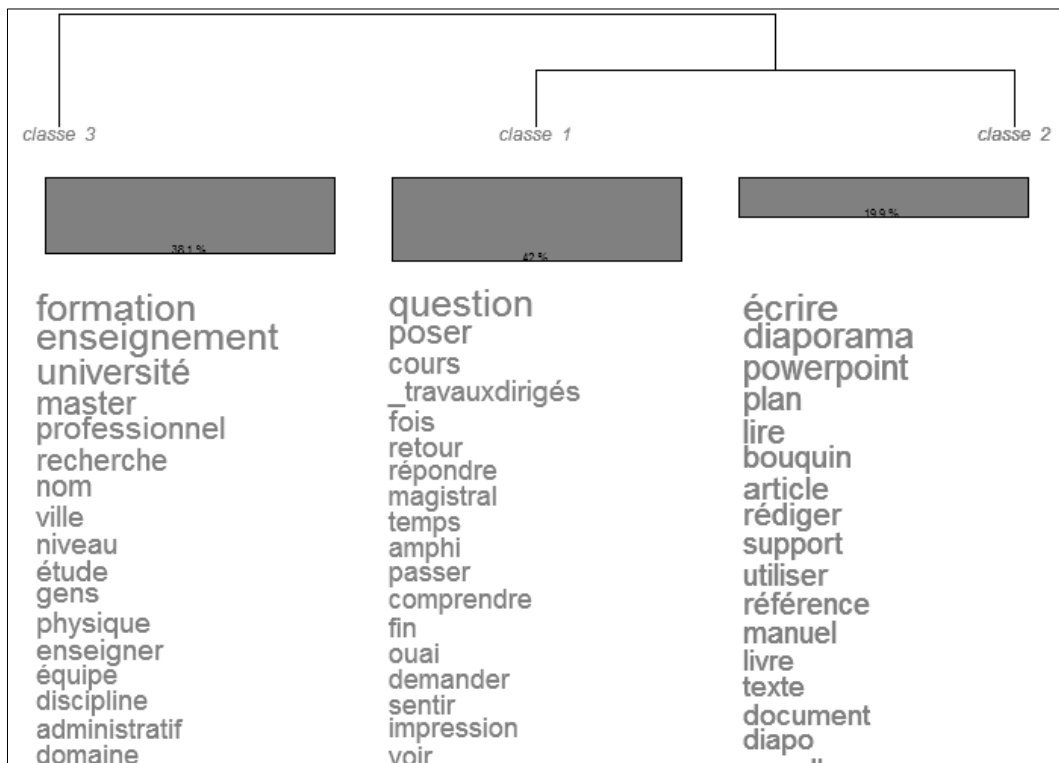 classe 3
classe 1
classe 2
38.1 %
42 %
19.9 %
formation
enseignement
université
master
professionnel
recherche
nom
ville
niveau
étude
gens
physique
enseigner
équipe
discipline
administratif
domaine
question
poser
cours
_travauxdirigés
fois
retour
répondre
magistral
temps
amphi
passer
comprendre
fin
ouai
demander
sentir
impression
voir
écrire
diaporama
powerpoint
plan
lire
bouquin
article
rédiger
support
utiliser
référence
manuel
livre
texte
document
diapo